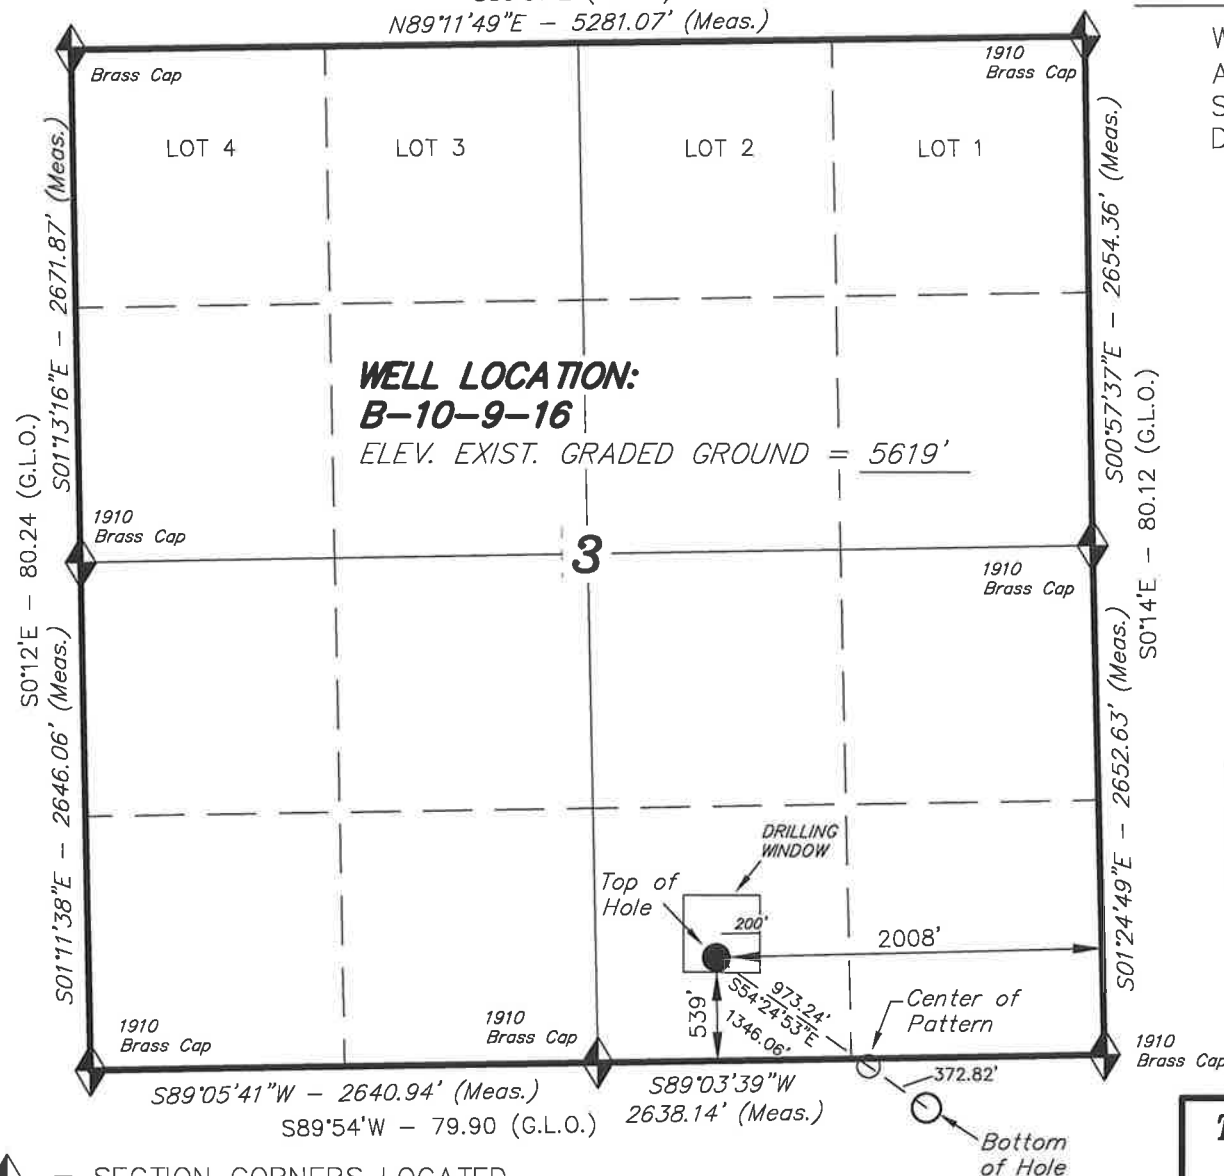 N89°11'49"E – 5281.07' (Meas.)
Brass Cap
1910
Brass Cap
LOT 4
LOT 3
LOT 2
LOT 1
S01°13'16"E – 2671.87' (Meas.)
S00°57'37"E – 2654.36' (Meas.)
WELL LOCATION:
B–10–9–16
ELEV. EXIST. GRADED GROUND = 5619'
S0°12'E – 80.24 (G.L.O.)
S0°14'E – 80.12 (G.L.O.)
1910
Brass Cap
3
1910
Brass Cap
S01°11'38"E – 2646.06' (Meas.)
S01°24'49"E – 2652.63' (Meas.)
DRILLING
WINDOW
Top of
Hole
200'
2008'
539'
973.24'
S54°24'53"E
1346.06'
Center of
Pattern
1910
Brass Cap
1910
Brass Cap
1910
Brass Cap
372.82'
S89°05'41"W – 2640.94' (Meas.)
S89°03'39"W
2638.14' (Meas.)
S89°54'W – 79.90 (G.L.O.)
Bottom
of Hole
= SECTION CORNERS LOCATED